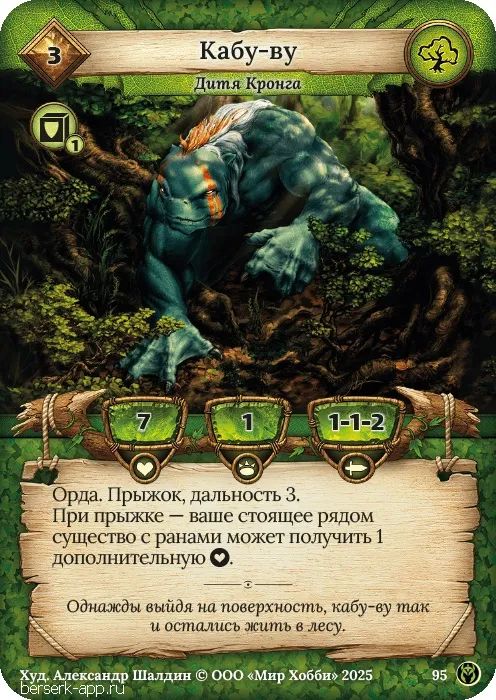 3
Кабу-ву
Дитя Кронга
1
7
1
1-1-2
Орда. Прыжок, дальность 3.
При прыжке — ваше стоящее рядом
существо с ранами может получить 1
дополнительную
Однажды выйдя на поверхность, кабу-ву так
и остались жить в лесу.
Худ. Александр Шалдин © ООО «Мир Хобби» 2025
95
berserk-app.ru